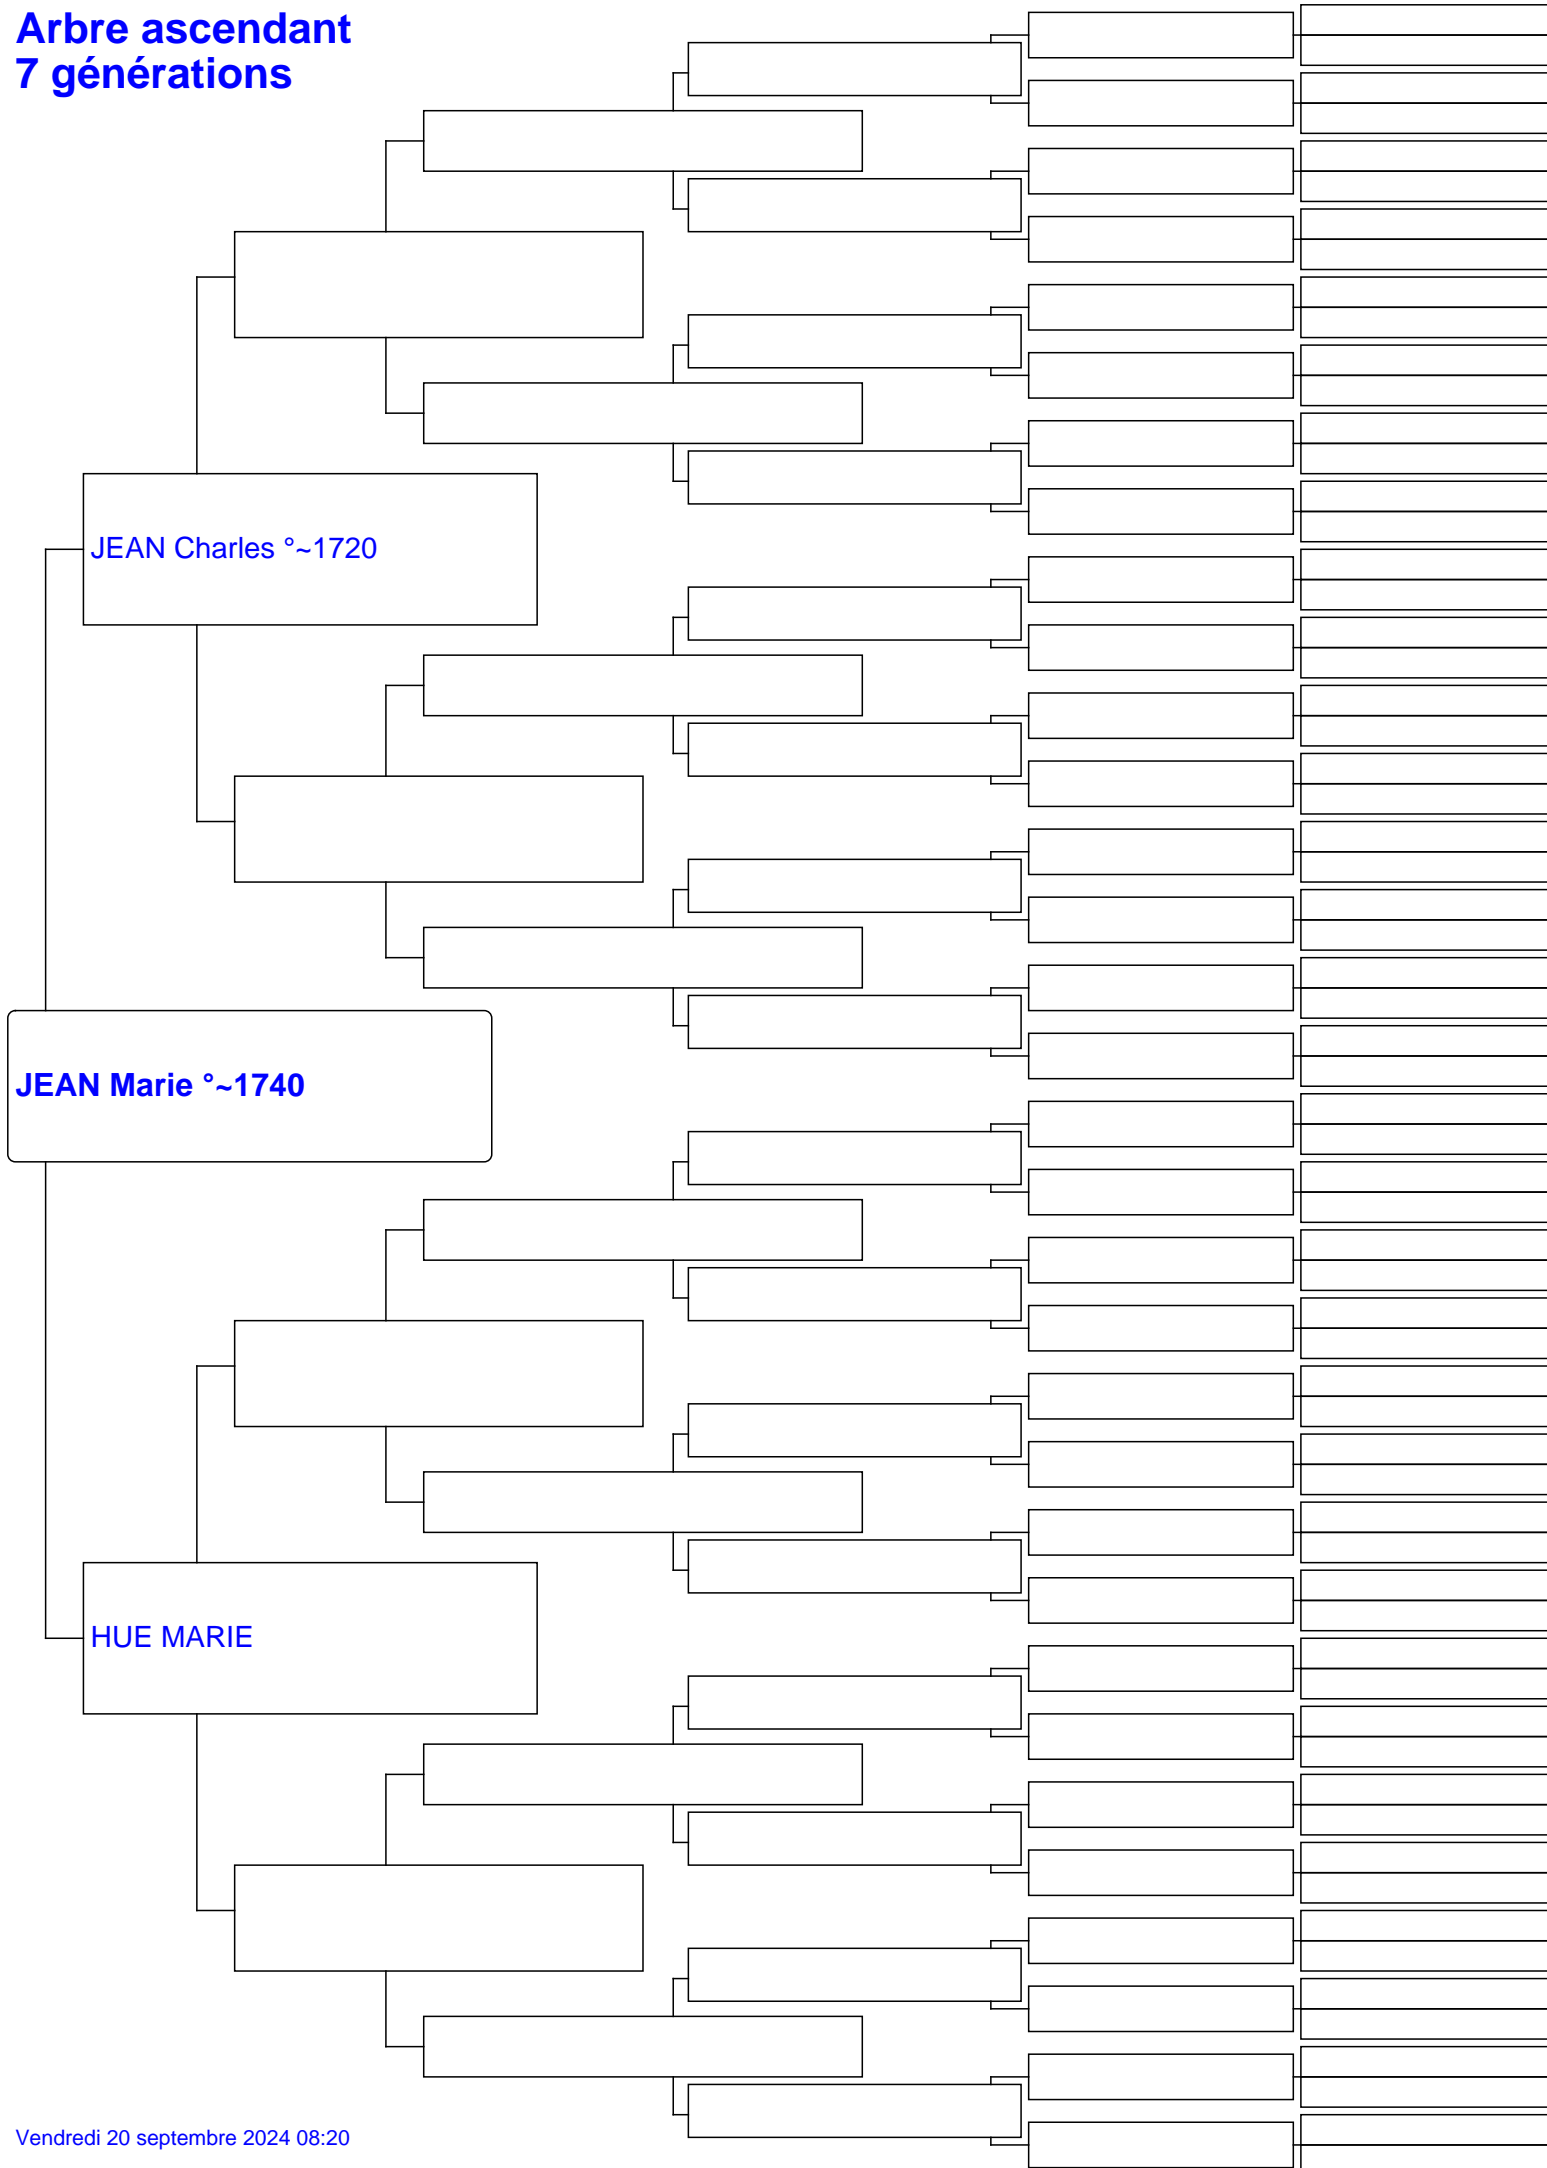 Arbre ascendant
7 générations
JEAN Charles °~1720
JEAN Marie °~1740
HUE MARIE
Vendredi 20 septembre 2024 08:20